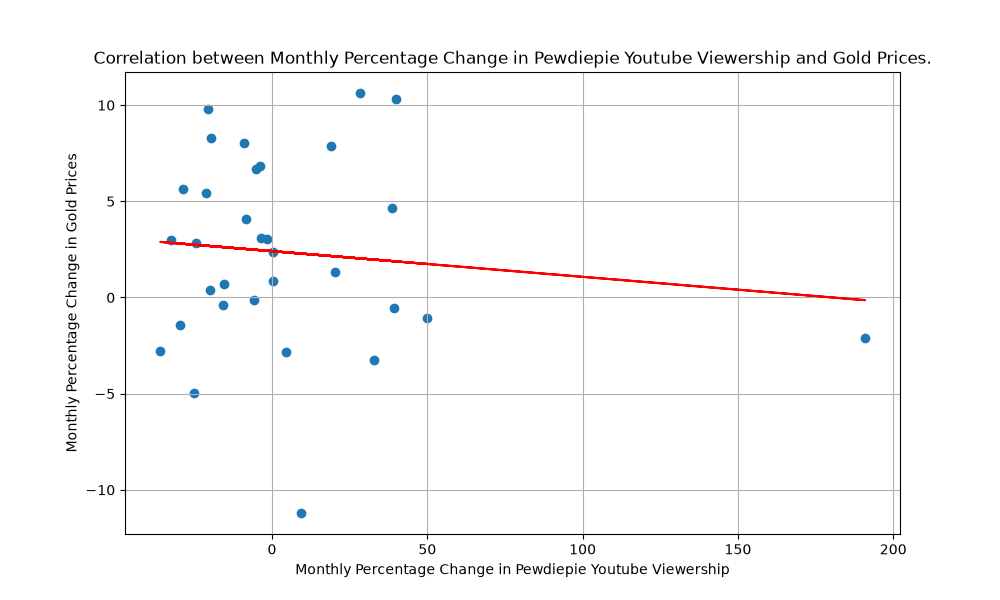 Correlation between Monthly Percentage Change in Pewdiepie Youtube Viewership and Gold Prices.
Monthly Percentage Change in Gold Prices
10
5
0
−5
−10
0 50 100 150 200
Monthly Percentage Change in Pewdiepie Youtube Viewership